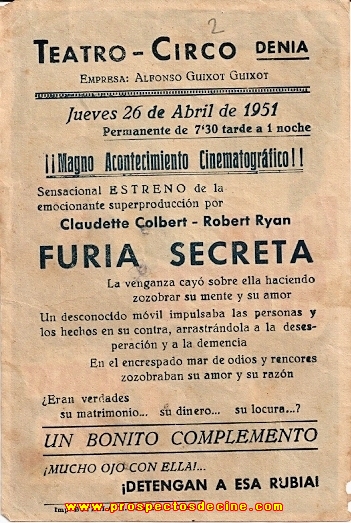 2
TEATRO-CIRCO DENIA
EMPRESA: ALFONSO GUIXOT GUIXOT
Jueves 26 de Abril de 1951
Permanente de 7'30 tarde a 1 noche
¡¡Magno Acontecimiento Cinematográfico!!
Sensacional ESTRENO de la
emocionante superproducción por
Claudette Colbert - Robert Ryan
FURIA SECRETA
La venganza cayó sobre ella haciendo
zozobrar su mente y su amor
Un desconocido móvil impulsaba las personas y
los hechos en su contra, arrastrándola a la deses-
peración y a la demencia
En el encrespado mar de odios y rencores
zozobraban su amor y su razón
¿Eran verdades
su matrimonio... su dinero... su locura...?
UN BONITO COMPLEMENTO
¡MUCHO OJO CON ELLA!...
¡DETENGAN A ESA RUBIA!
www.prospectosdecine.com